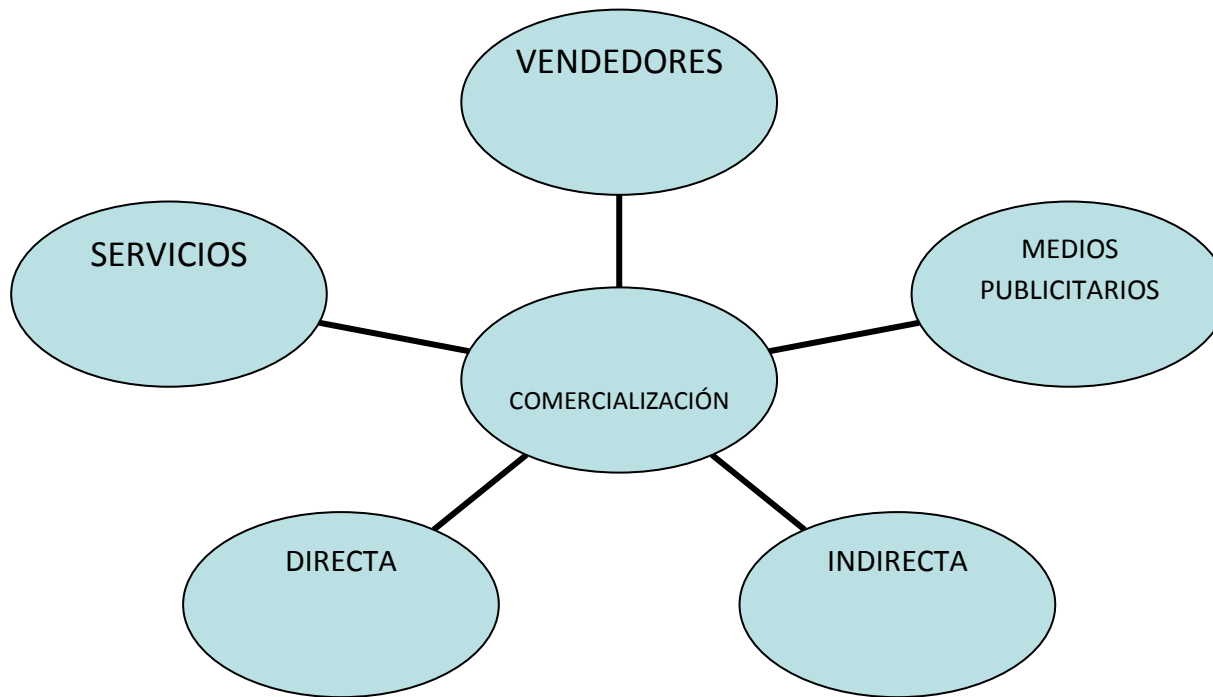 VENDEDORES
SERVICIOS
MEDIOS
PUBLICITARIOS
COMERCIALIZACIÓN
DIRECTA
INDIRECTA